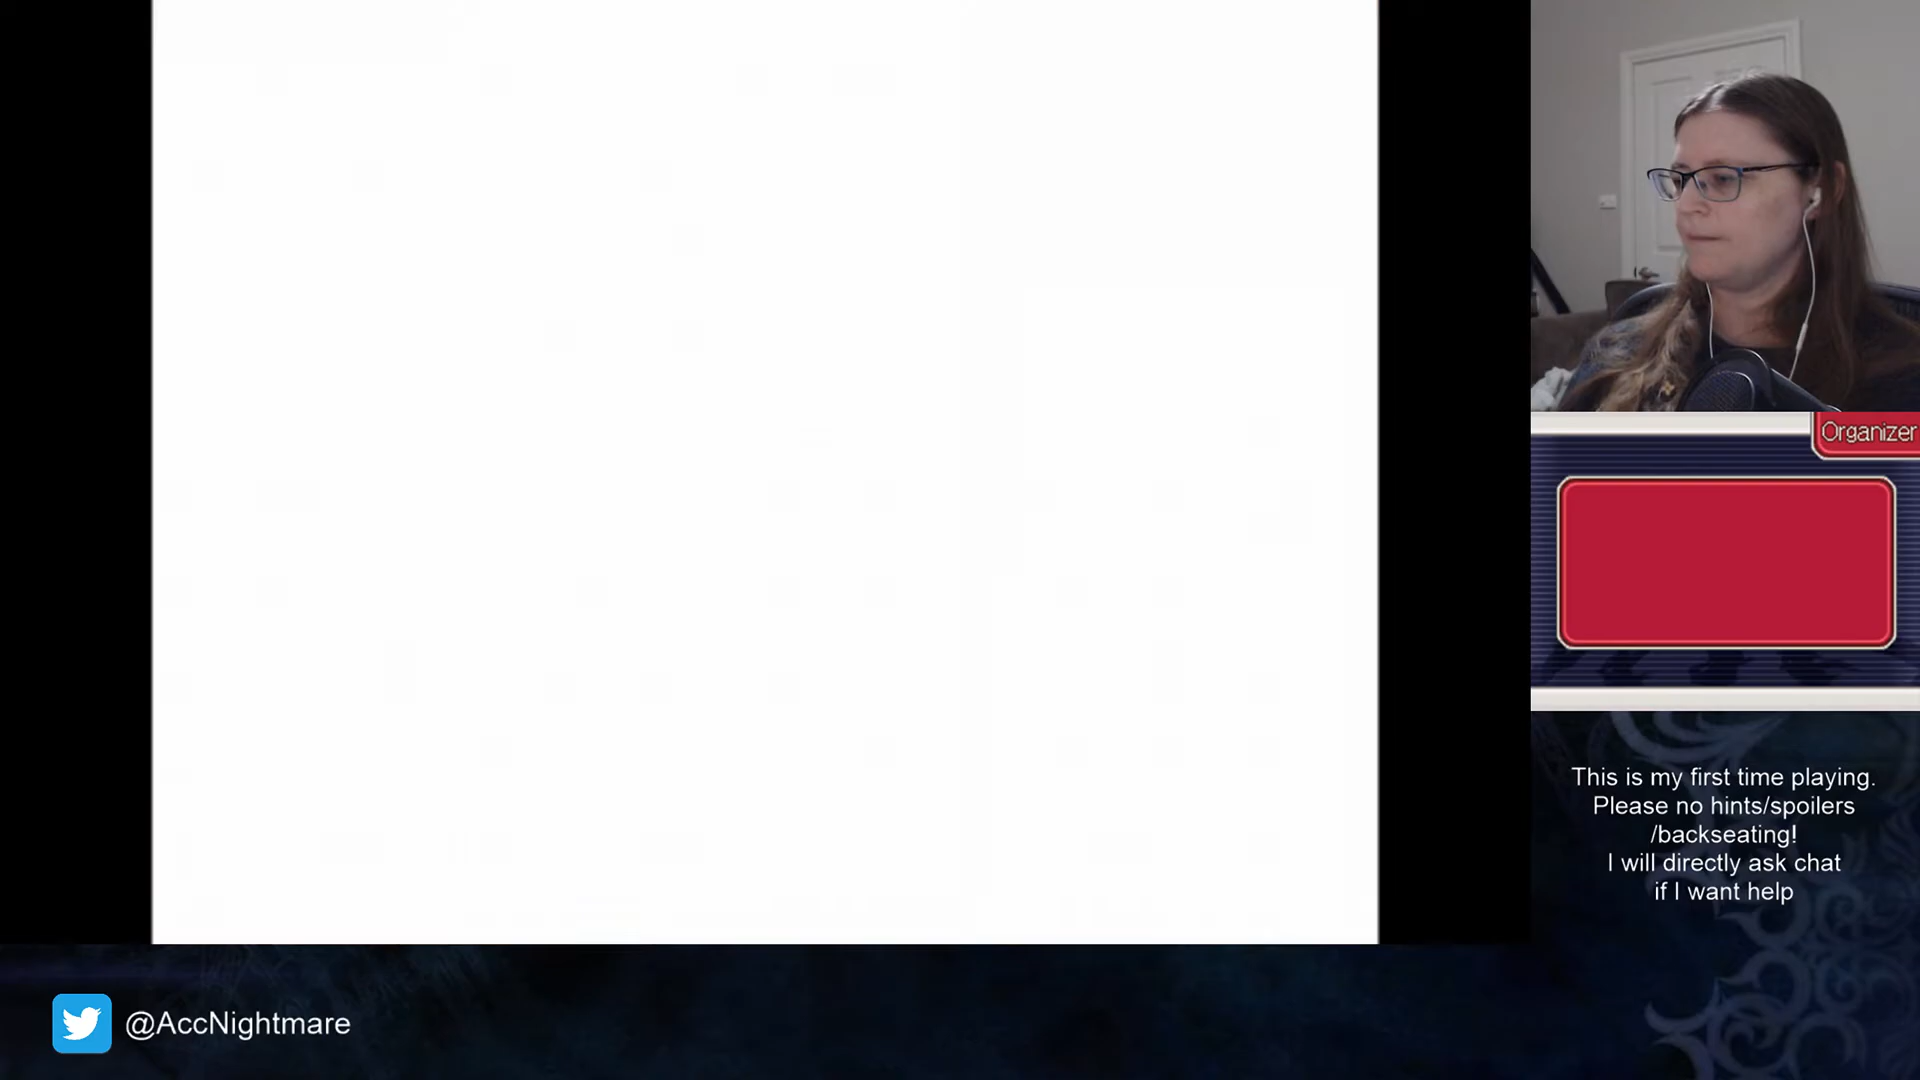 Organizer
This is my first time playing.
Please no hints/spoilers
/backseating!
I will directly ask chat
if I want help
@AccNightmare